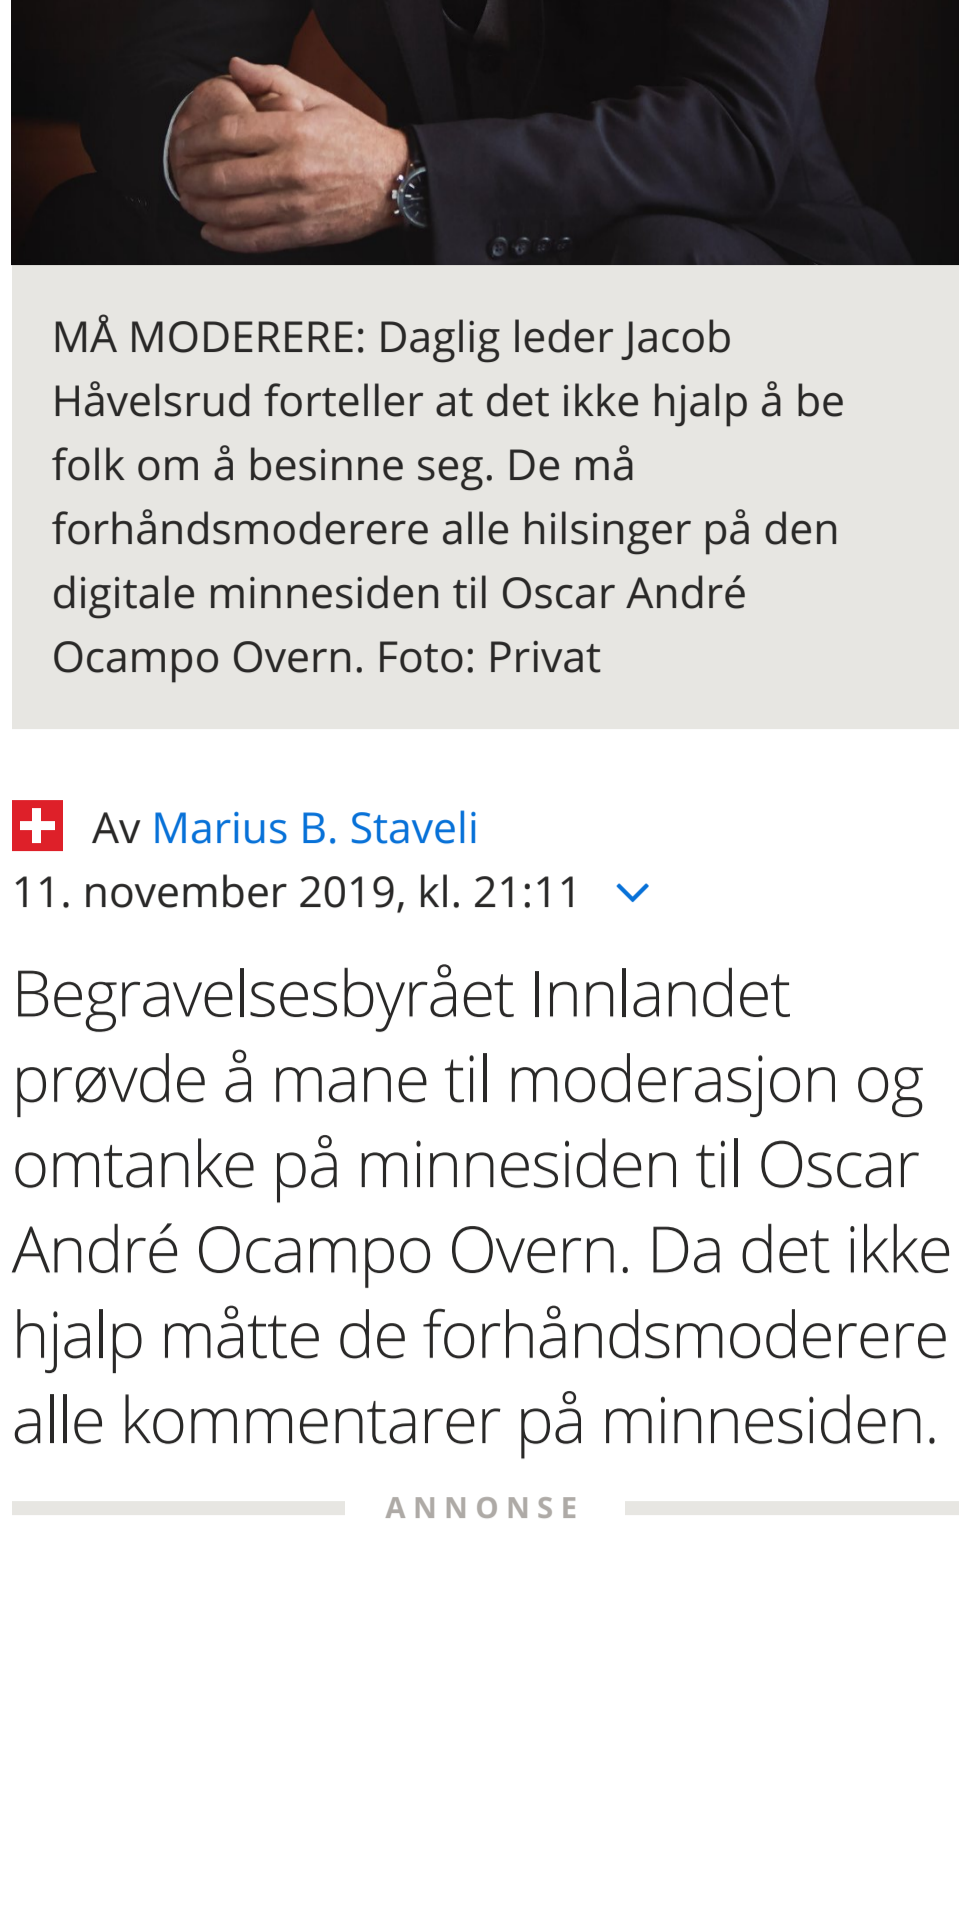 MÅ MODERERE: Daglig leder Jacob
Håvelsrud forteller at det ikke hjalp å be
folk om å besinne seg. De må
forhåndsmoderere alle hilsinger på den
digitale minnesiden til Oscar André
Ocampo Overn. Foto: Privat
Av Marius B. Staveli
11. november 2019, kl. 21:11
Begravelsesbyrået Innlandet
prøvde å mane til moderasjon og
omtanke på minnesiden til Oscar
André Ocampo Overn. Da det ikke
hjalp måtte de forhåndsmoderere
alle kommentarer på minnesiden.
ANNONSE